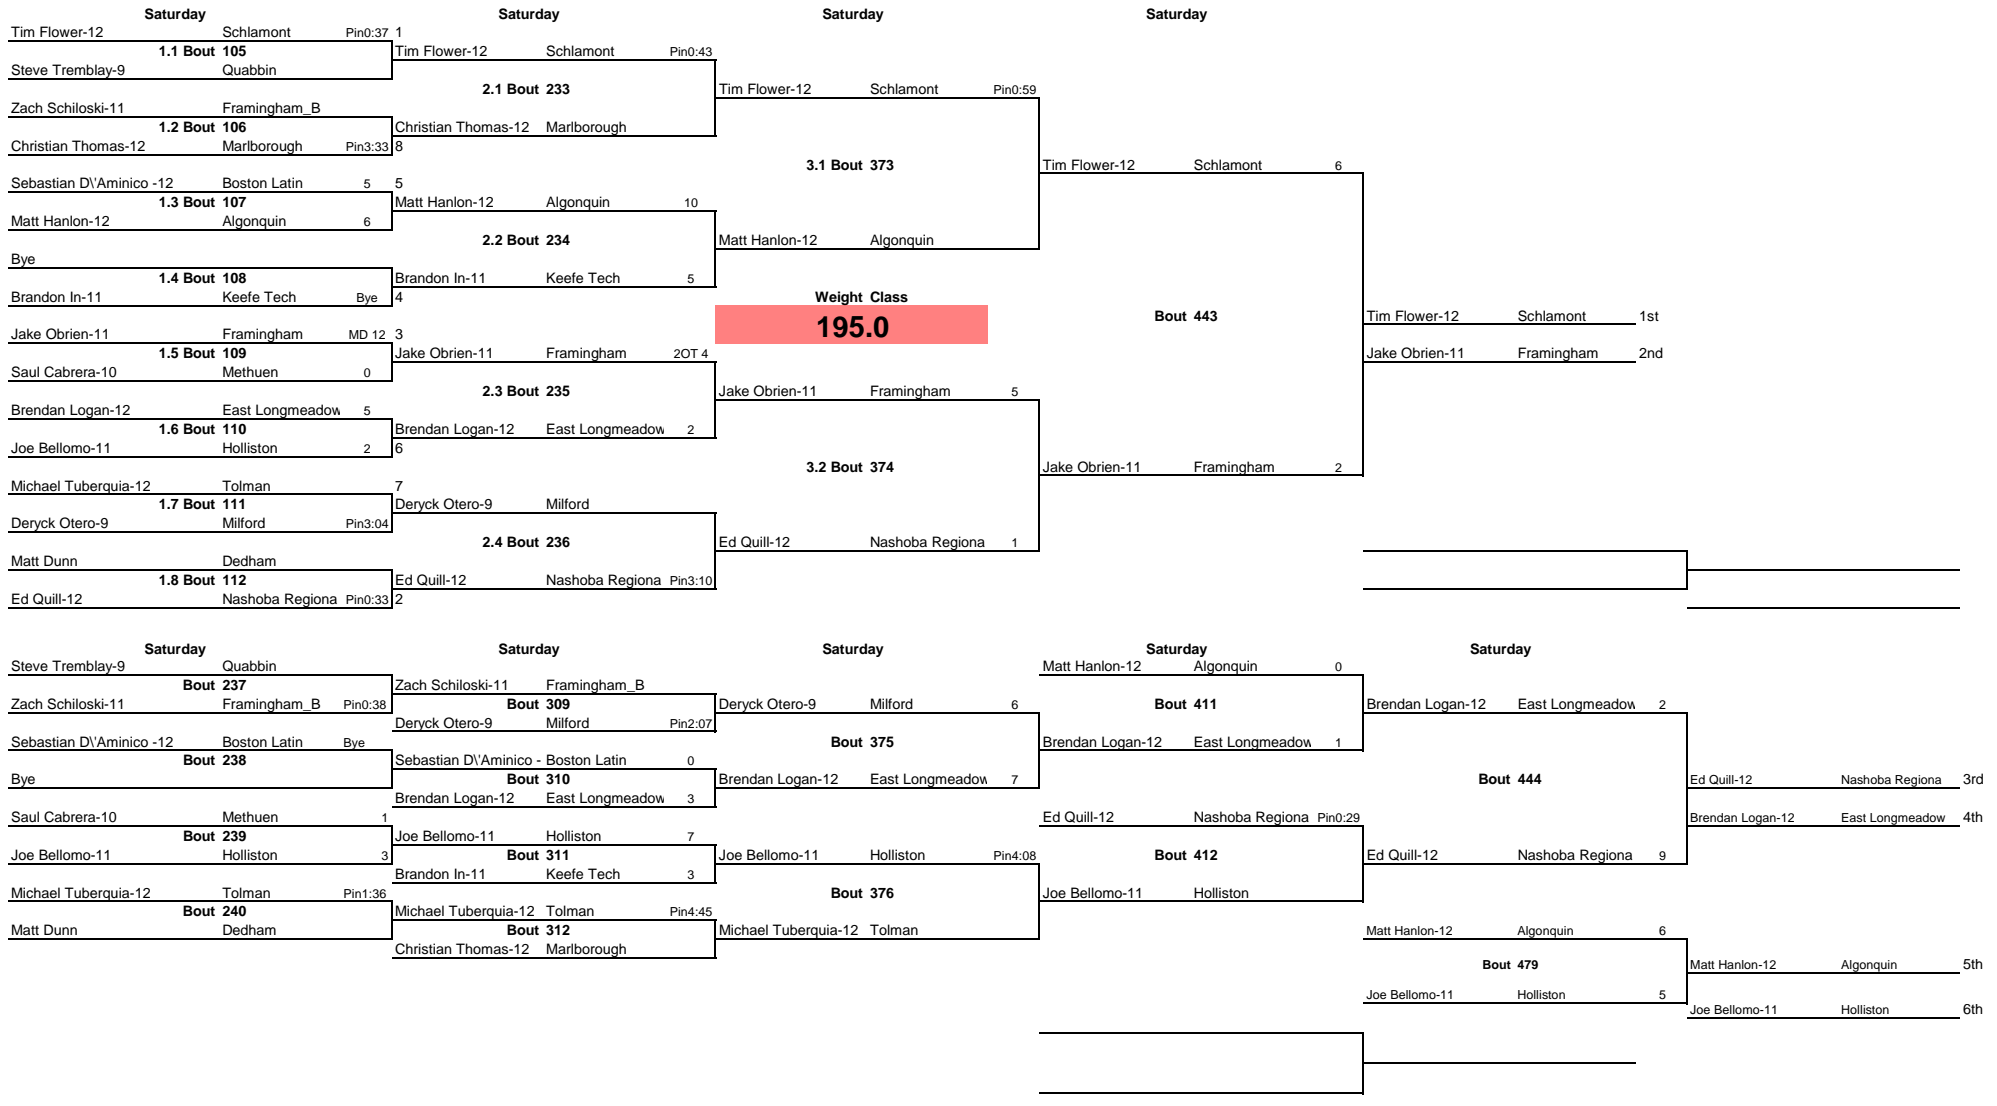 Saturday Saturday Saturday Saturday
Tim Flower-12 Schlamont Pin0:37 1
1.1 Bout 105 Tim Flower-12 Schlamont Pin0:43
Steve Tremblay-9 Quabbin
2.1 Bout 233 Tim Flower-12 Schlamont Pin0:59
Zach Schiloski-11 Framingham_B
1.2 Bout 106 Christian Thomas-12 Marlborough
Christian Thomas-12 Marlborough Pin3:33 8
3.1 Bout 373 Tim Flower-12 Schlamont 6
Sebastian D\'Aminico -12 Boston Latin 5 5
1.3 Bout 107 Matt Hanlon-12 Algonquin 10
Matt Hanlon-12 Algonquin 6
2.2 Bout 234 Matt Hanlon-12 Algonquin
Bye
1.4 Bout 108 Brandon In-11 Keefe Tech 5
Brandon In-11 Keefe Tech Bye 4 Weight Class
195.0 Bout 443 Tim Flower-12 Schlamont 1st
Jake Obrien-11 Framingham MD 12 3
1.5 Bout 109 Jake Obrien-11 Framingham 2OT 4 Jake Obrien-11 Framingham 2nd
Saul Cabrera-10 Methuen 0
2.3 Bout 235 Jake Obrien-11 Framingham 5
Brendan Logan-12 East Longmeadow 5
1.6 Bout 110 Brendan Logan-12 East Longmeadow 2
Joe Bellomo-11 Holliston 2 6
3.2 Bout 374 Jake Obrien-11 Framingham 2
Michael Tuberquia-12 Tolman 7
1.7 Bout 111 Deryck Otero-9 Milford
Deryck Otero-9 Milford Pin3:04
2.4 Bout 236 Ed Quill-12 Nashoba Regiona 1
Matt Dunn Dedham
1.8 Bout 112 Ed Quill-12 Nashoba Regiona Pin3:10
Ed Quill-12 Nashoba Regiona Pin0:33 2
Saturday Saturday Saturday Saturday Saturday
Steve Tremblay-9 Quabbin Matt Hanlon-12 Algonquin 0
Bout 237 Zach Schiloski-11 Framingham_B
Zach Schiloski-11 Framingham_B Pin0:38 Bout 309 Deryck Otero-9 Milford 6 Bout 411 Brendan Logan-12 East Longmeadow 2
Deryck Otero-9 Milford Pin2:07
Sebastian D\'Aminico -12 Boston Latin Bye Bout 375 Brendan Logan-12 East Longmeadow 1
Bout 238 Sebastian D\'Aminico - Boston Latin 0
Bye Bout 310 Brendan Logan-12 East Longmeadow 7 Bout 444 Ed Quill-12 Nashoba Regiona 3rd
Brendan Logan-12 East Longmeadow 3
Saul Cabrera-10 Methuen 1 Ed Quill-12 Nashoba Regiona Pin0:29 Brendan Logan-12 East Longmeadow 4th
Bout 239 Joe Bellomo-11 Holliston 7
Joe Bellomo-11 Holliston 3 Bout 311 Joe Bellomo-11 Holliston Pin4:08 Bout 412 Ed Quill-12 Nashoba Regiona 9
Brandon In-11 Keefe Tech 3
Michael Tuberquia-12 Tolman Pin1:36 Bout 376 Joe Bellomo-11 Holliston
Bout 240 Michael Tuberquia-12 Tolman Pin4:45
Matt Dunn Dedham Bout 312 Michael Tuberquia-12 Tolman Matt Hanlon-12 Algonquin 6
Christian Thomas-12 Marlborough
Bout 479 Matt Hanlon-12 Algonquin 5th
Joe Bellomo-11 Holliston 5
Joe Bellomo-11 Holliston 6th